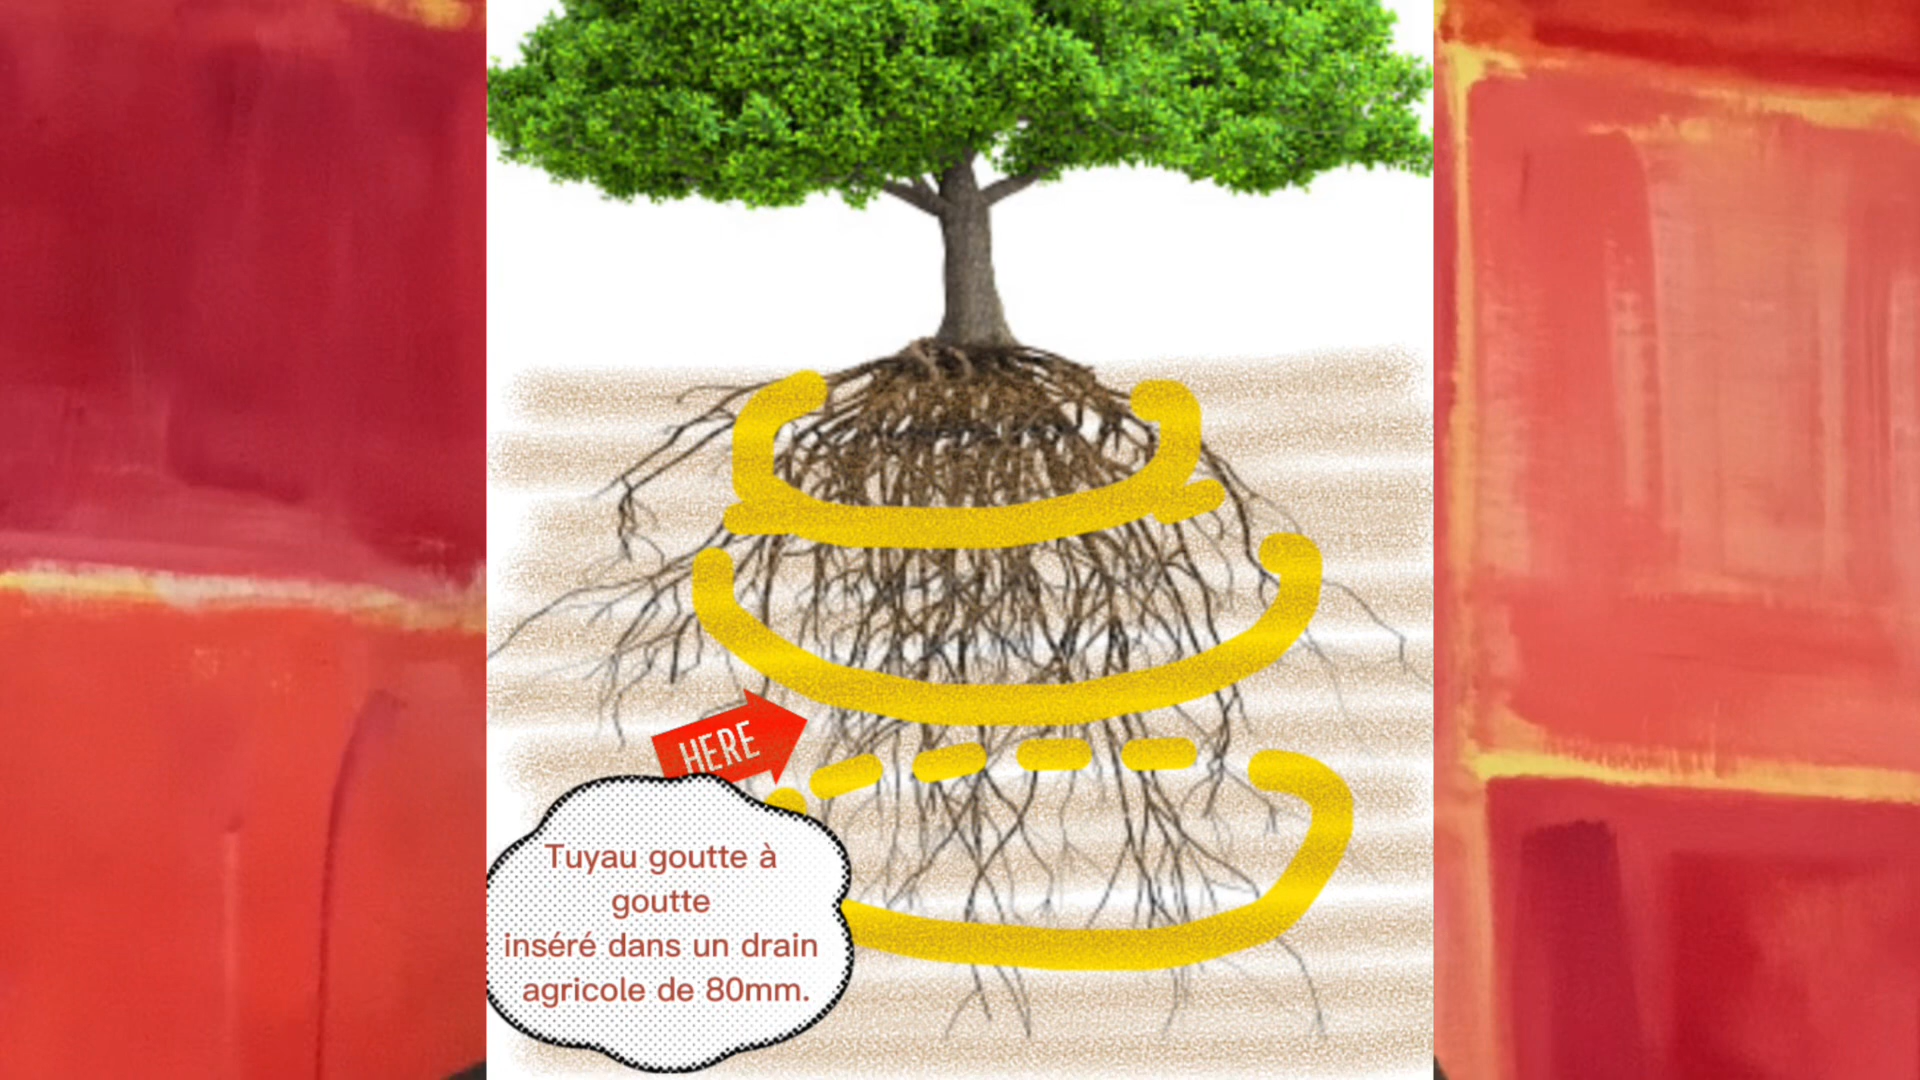 HERE
Tuyau goutte à
goutte
inséré dans un drain
agricole de 80mm.